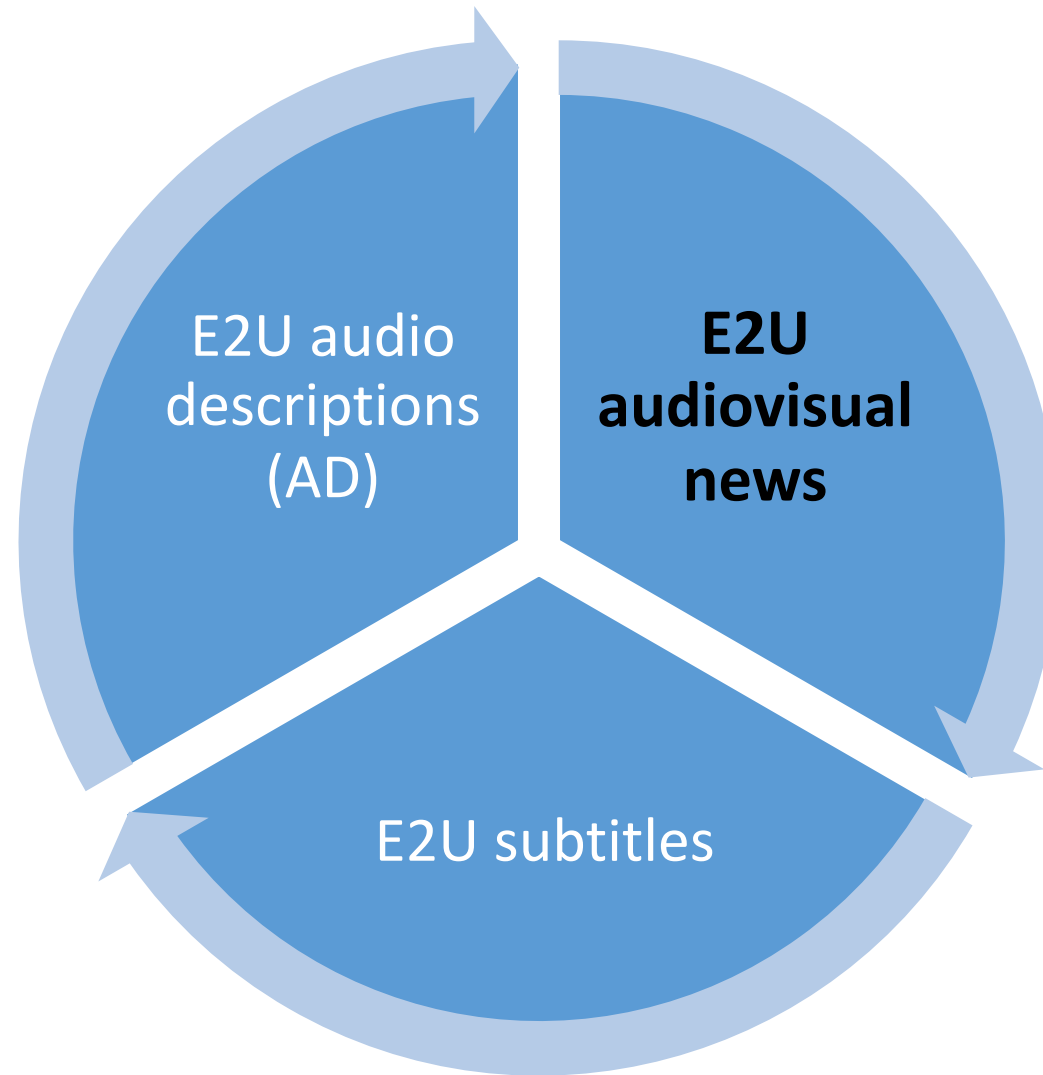 E2U audio
descriptions
(AD)
E2U
audiovisual
news
E2U subtitles